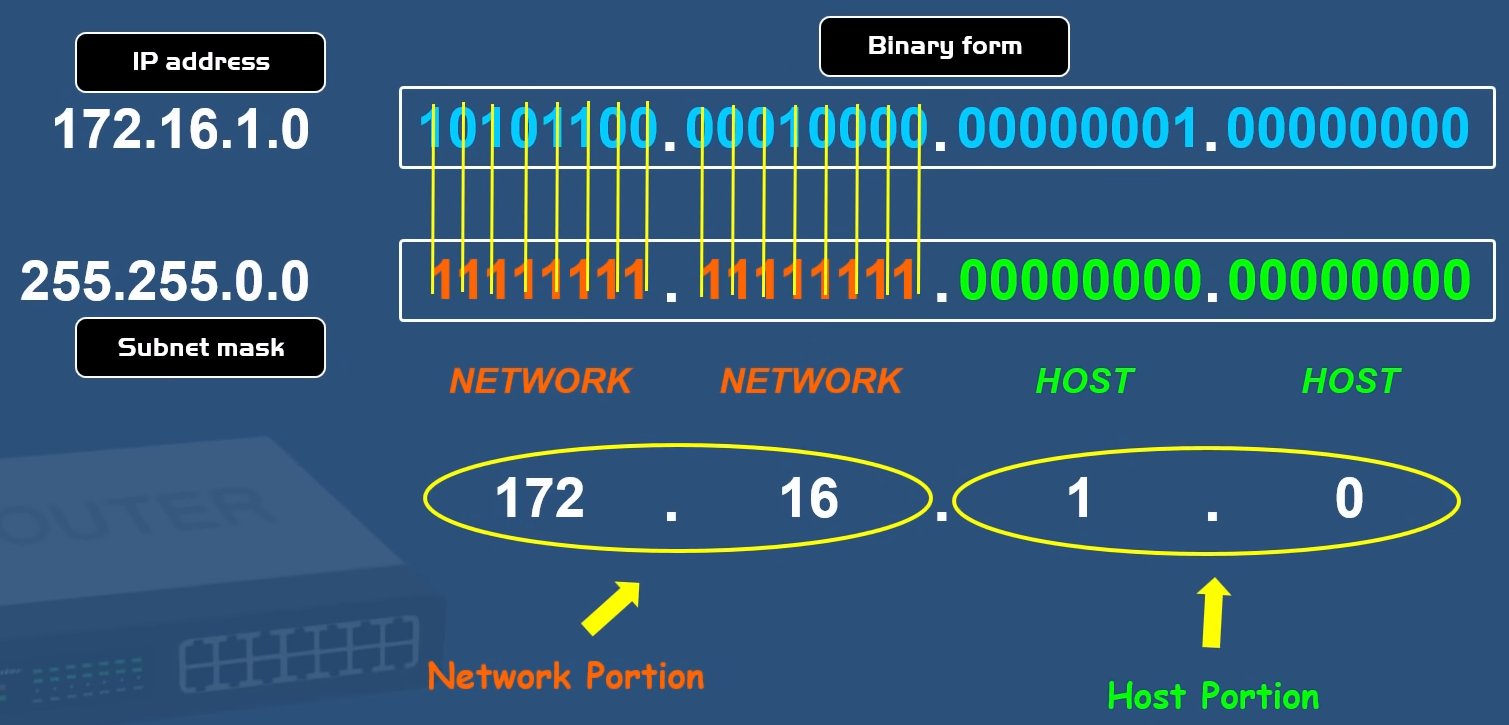 IP address
Binary form
172.16.1.0
10101100.00010000.00000001.00000000
255.255.0.0
11111111.11111111.00000000.00000000
Subnet mask
NETWORK NETWORK HOST HOST
172 . 16 . 1 . 0
Network Portion
Host Portion